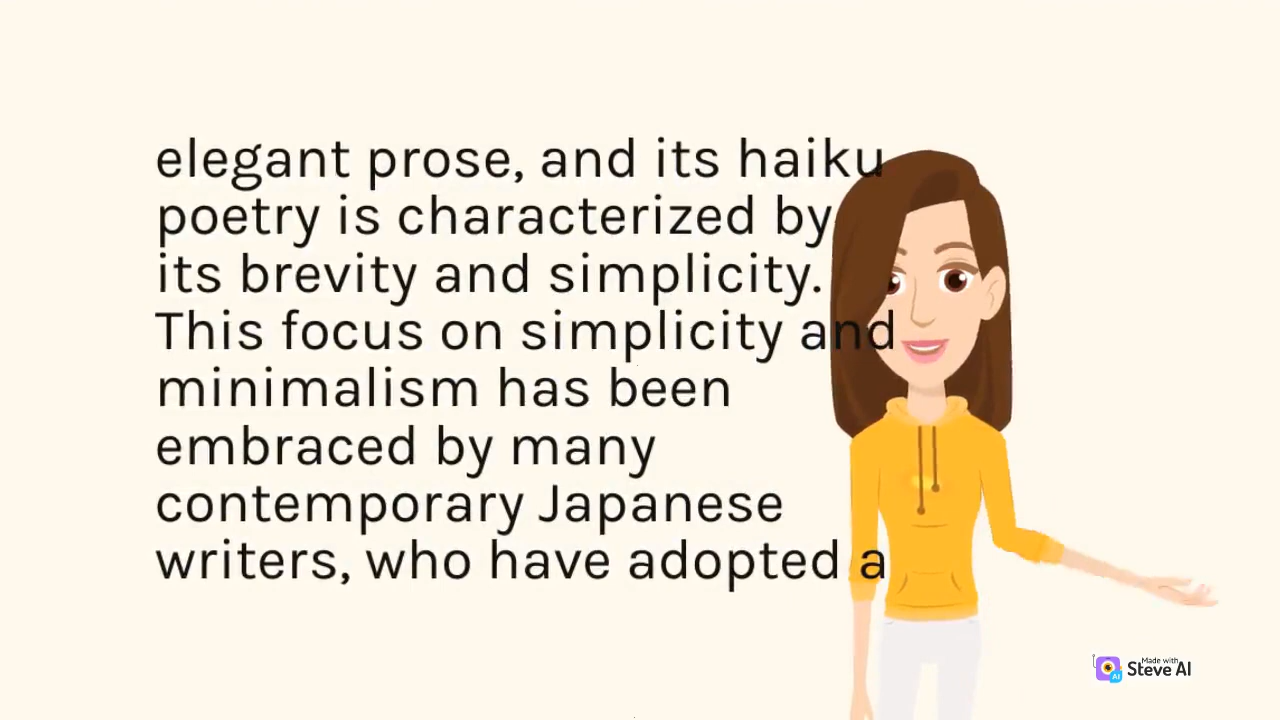 elegant prose, and its haiku
poetry is characterized by
its brevity and simplicity.
This focus on simplicity and
minimalism has been
embraced by many
contemporary Japanese
writers, who have adopted a
Made with
Steve AI
AI